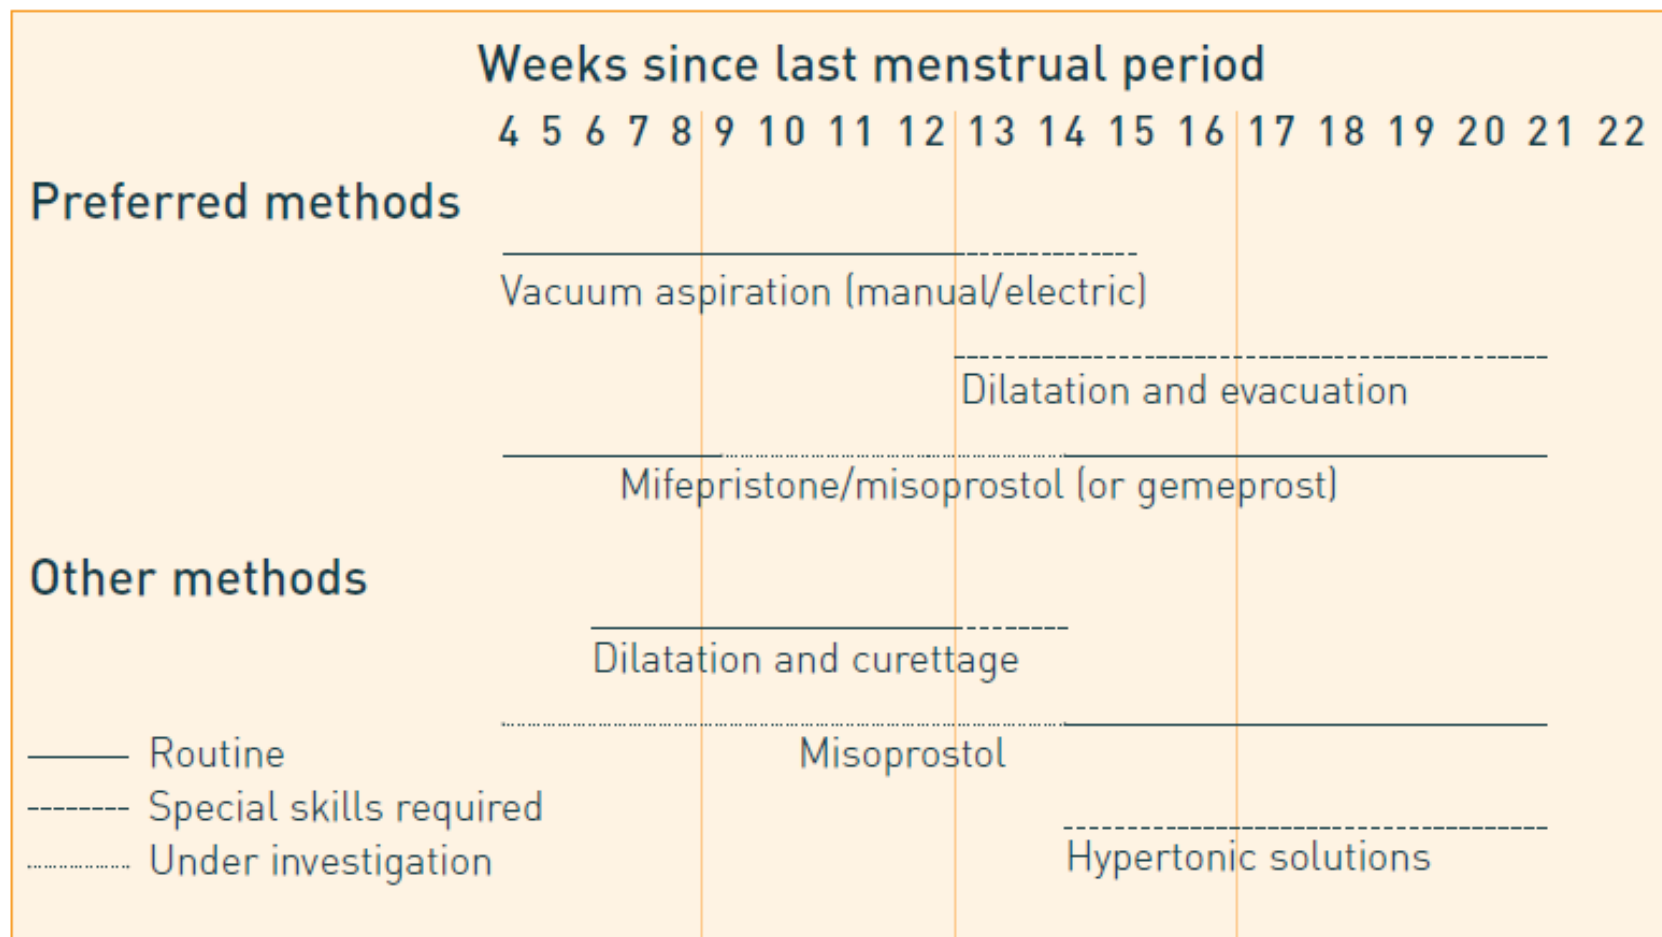 Weeks since last menstrual period
4 5 6 7 8 9 10 11 12 13 14 15 16 17 18 19 20 21 22
Preferred methods
Vacuum aspiration (manual/electric)
Dilatation and evacuation
Mifepristone/misoprostol (or gemeprost)
Other methods
Dilatation and curettage
Misoprostol
Hypertonic solutions
Routine
Special skills required
Under investigation